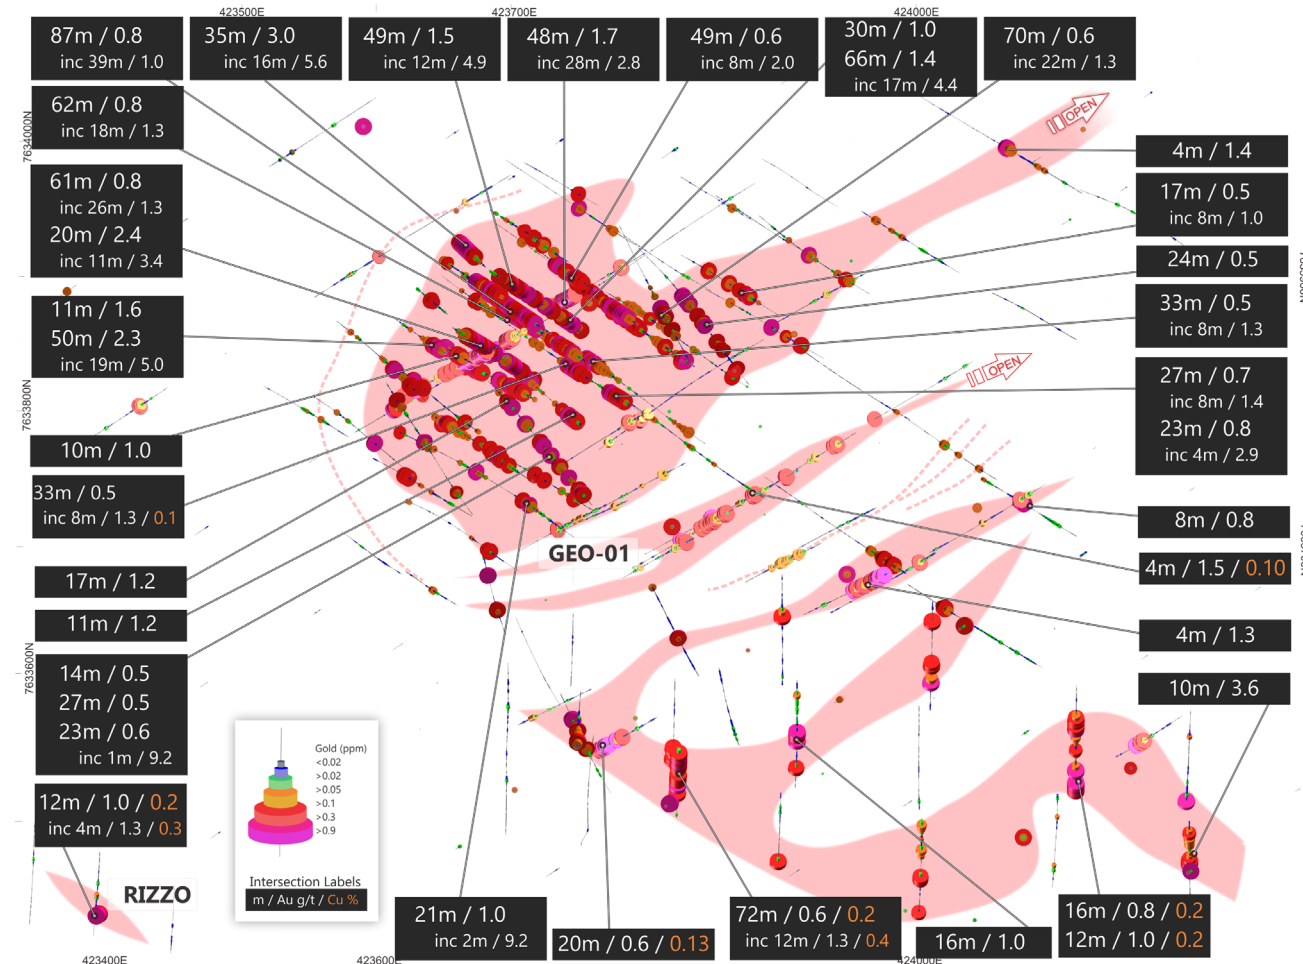 423500E
423700E
424000E
87m / 0.8
inc 39m / 1.0
35m / 3.0
inc 16m / 5.6
49m / 1.5
inc 12m / 4.9
48m / 1.7
inc 28m / 2.8
49m / 0.6
inc 8m / 2.0
30m / 1.0
66m / 1.4
inc 17m / 4.4
70m / 0.6
inc 22m / 1.3
62m / 0.8
inc 18m / 1.3
7634000N
OPEN
4m / 1.4
61m / 0.8
inc 26m / 1.3
20m / 2.4
inc 11m / 3.4
17m / 0.5
inc 8m / 1.0
24m / 0.5
11m / 1.6
50m / 2.3
inc 19m / 5.0
33m / 0.5
inc 8m / 1.3
OPEN
7633800N
27m / 0.7
inc 8m / 1.4
23m / 0.8
inc 4m / 2.9
10m / 1.0
33m / 0.5
inc 8m / 1.3 / 0.1
8m / 0.8
GEO-01
4m / 1.5 / 0.10
17m / 1.2
11m / 1.2
4m / 1.3
7633600N
14m / 0.5
27m / 0.5
23m / 0.6
inc 1m / 9.2
10m / 3.6
12m / 1.0 / 0.2
inc 4m / 1.3 / 0.3
Gold (ppm)
<0.02
>0.02
>0.05
>0.1
>0.3
>0.9
Intersection Labels
m / Au g/t / Cu %
RIZZO
21m / 1.0
inc 2m / 9.2
20m / 0.6 / 0.13
72m / 0.6 / 0.2
inc 12m / 1.3 / 0.4
16m / 1.0
16m / 0.8 / 0.2
12m / 1.0 / 0.2
423400E
423600E
424000E